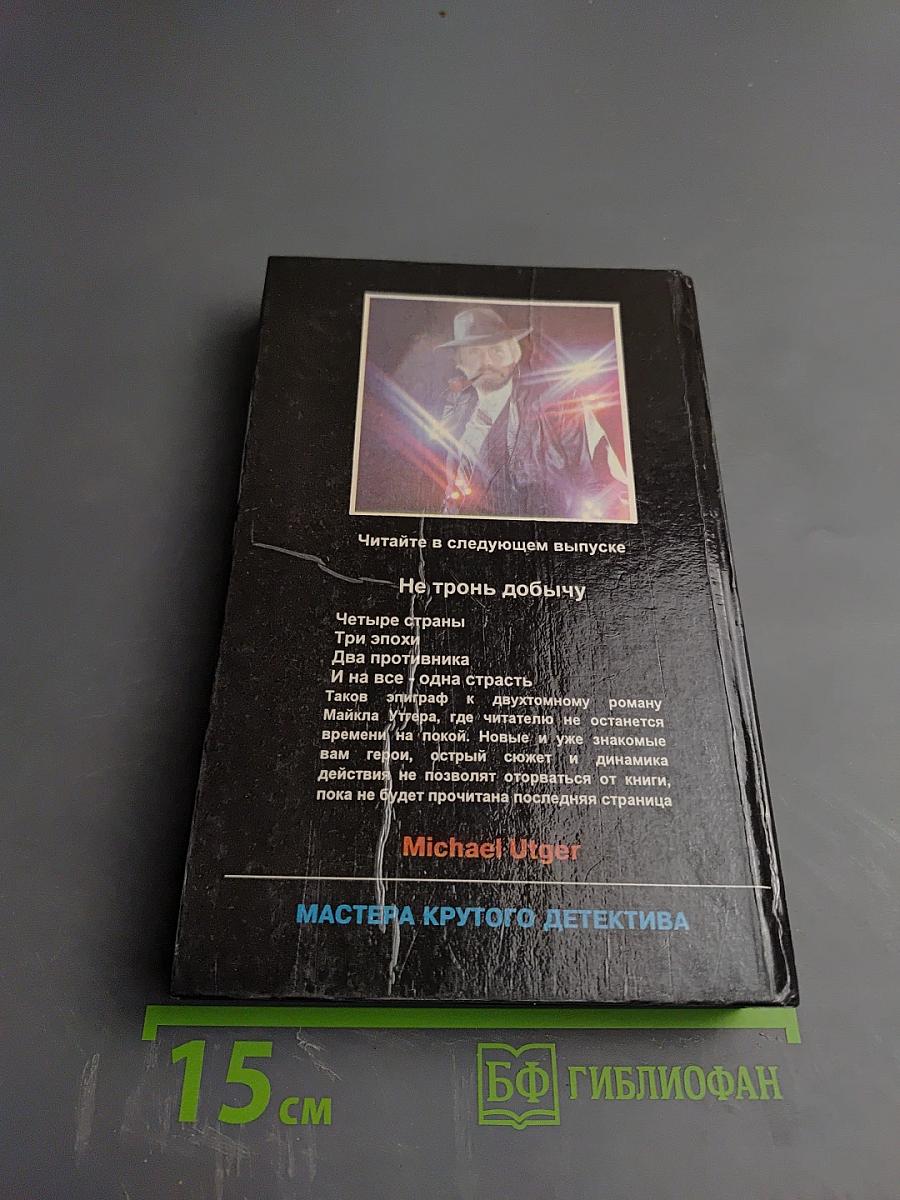 Читайте в следующем выпуске
Не тронь добычу
Четыре страны
Три эпохи
Два противника
И на все - одна страсть
Таков эпиграф к двухтомному роману
Майкла Утгера, где читателю не останется
времени на покой. Новые и уже знакомые
вам герои, острый сюжет и динамика
действия не позволят оторваться от книги,
пока не будет прочитана последняя страница
Michael Utger
МАСТЕРА КРУТОГО ДЕТЕКТИВА
15 см
БФ ГИБЛИОФАН